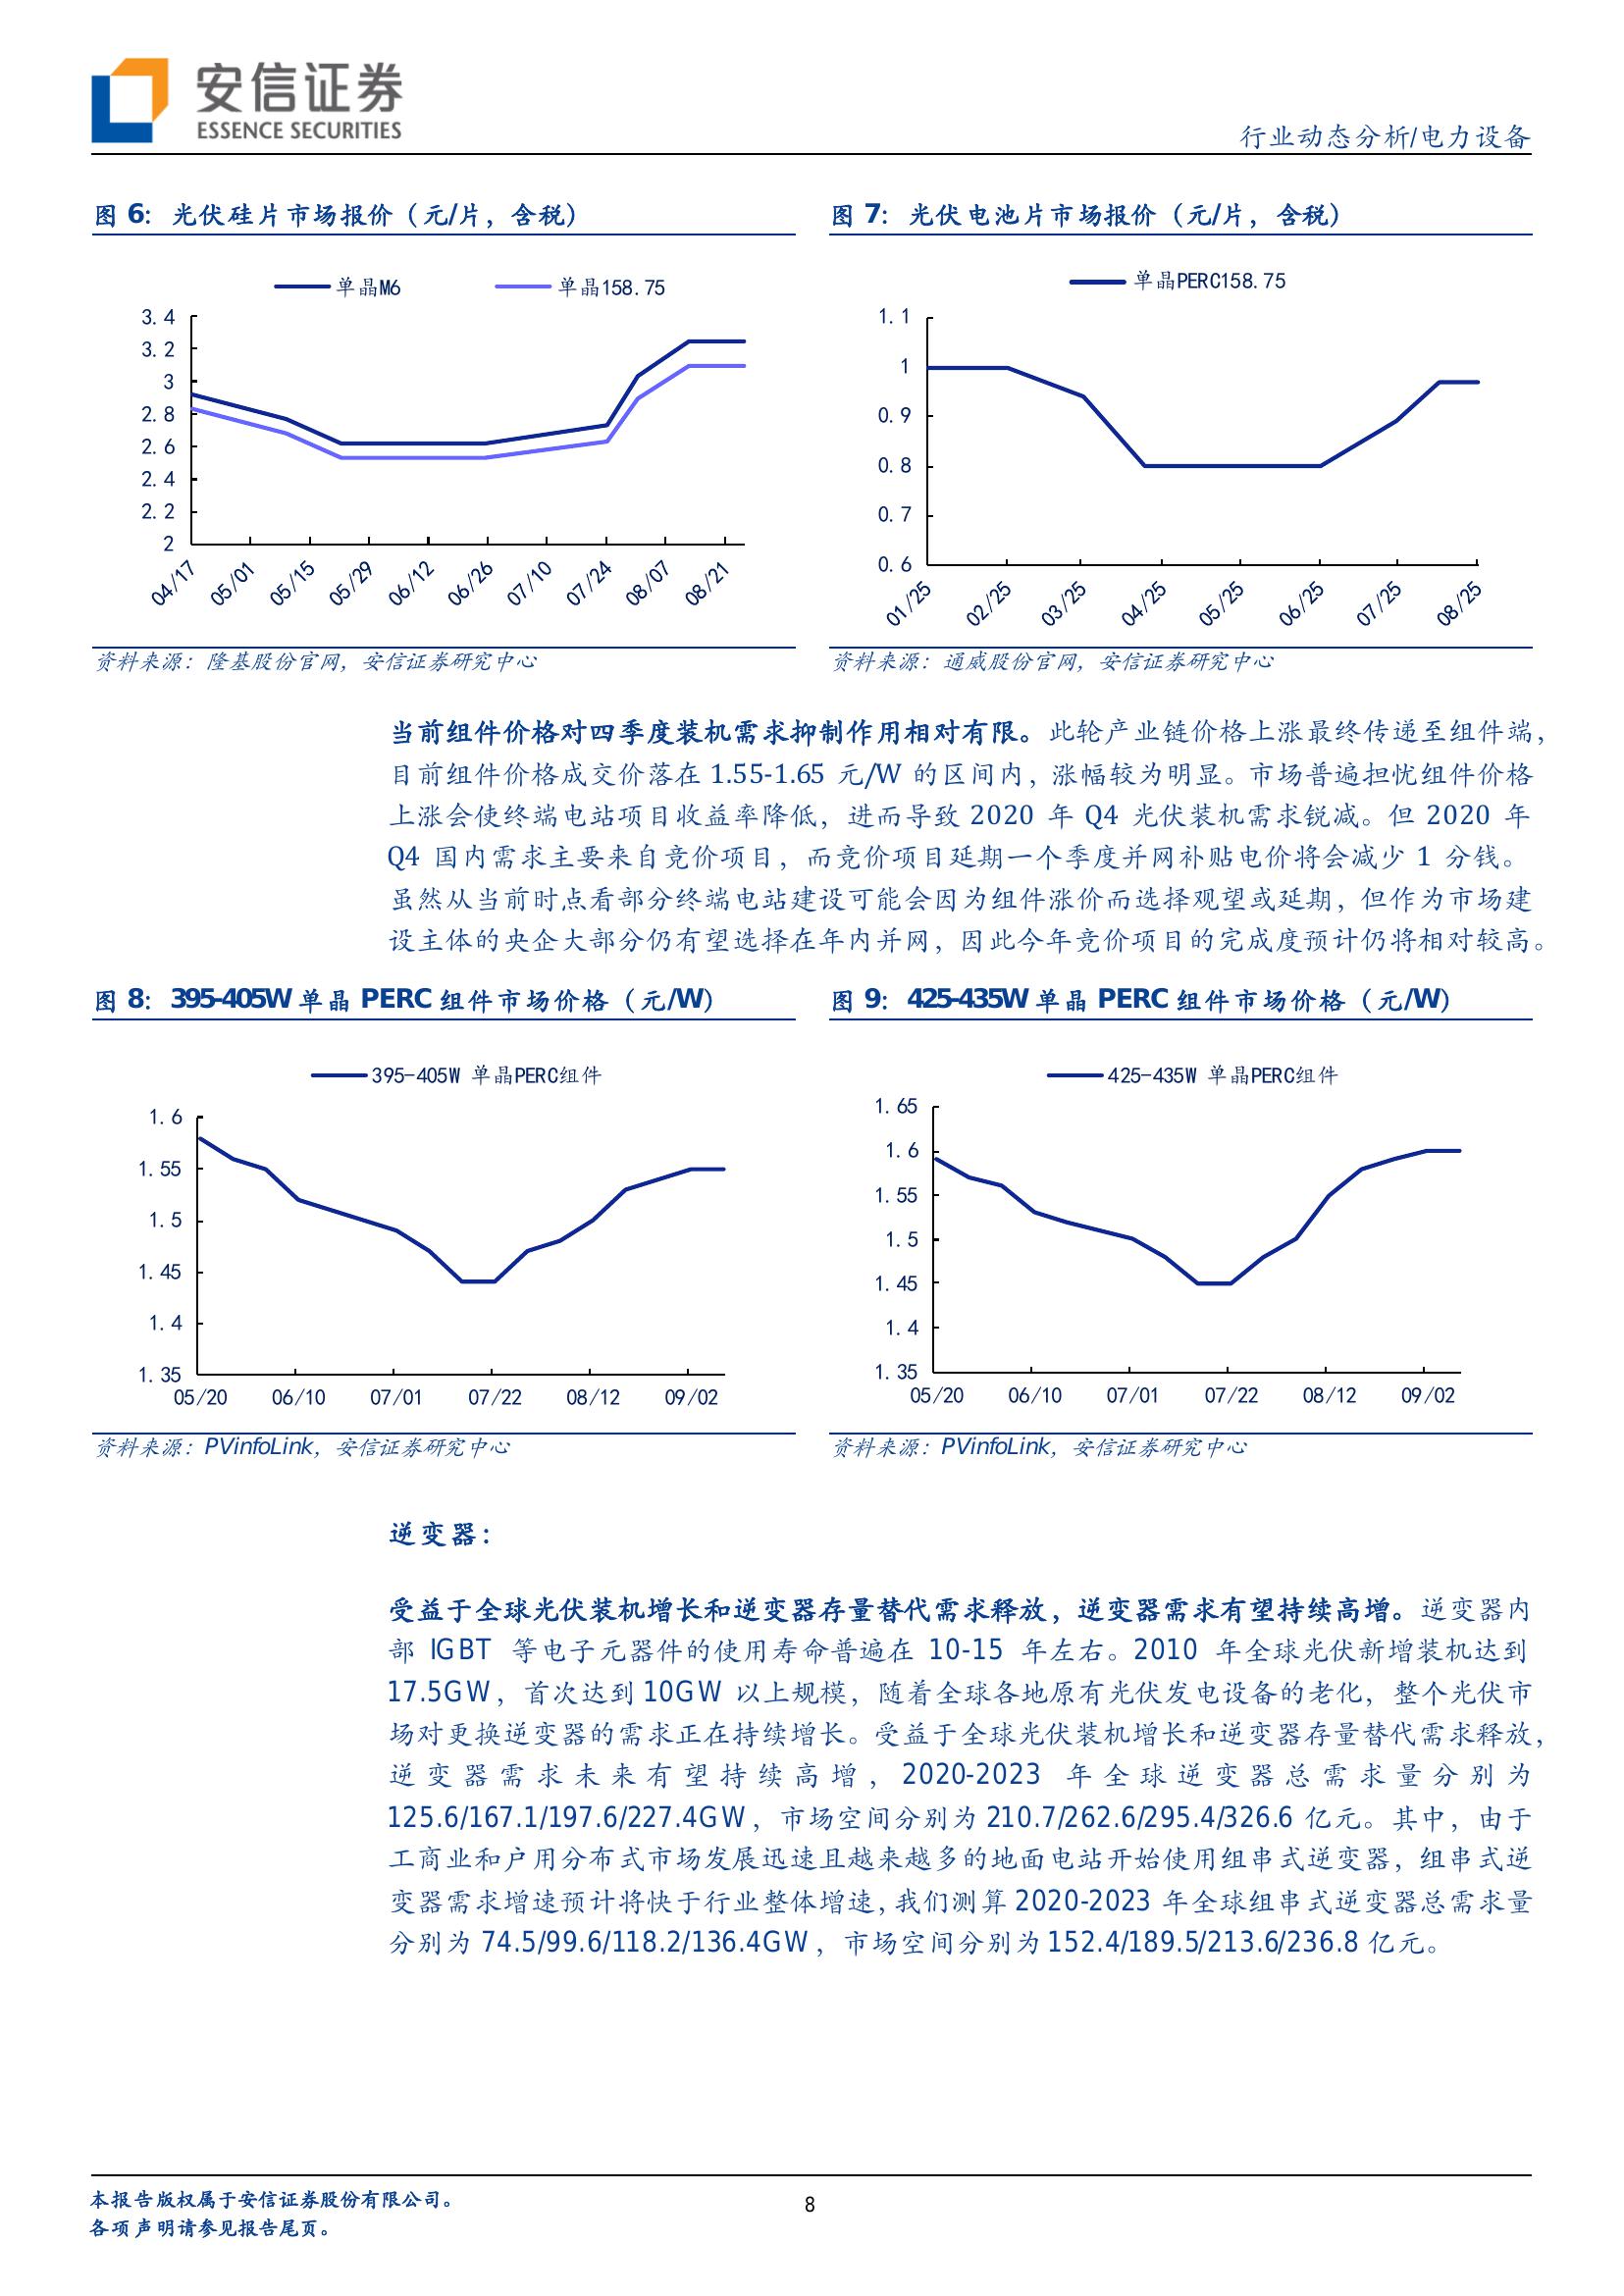 安信证券
ESSENCE SECURITIES
行业动态分析/电力设备
图 6：光伏硅片市场报价（元/片，含税）
单晶M6
单晶158.75
3.4
3.2
3
2.8
2.6
2.4
2.2
2
04/17
05/01
05/15
05/29
06/12
06/26
07/10
07/24
08/07
08/21
资料来源：隆基股份官网，安信证券研究中心
图 7：光伏电池片市场报价（元/片，含税）
单晶PERC158.75
1.1
1
0.9
0.8
0.7
0.6
01/25
02/25
03/25
04/25
05/25
06/25
07/25
08/25
资料来源：通威股份官网，安信证券研究中心
当前组件价格对四季度装机需求抑制作用相对有限。此轮产业链价格上涨最终传递至组件端，
目前组件价格成交价落在 1.55-1.65 元/W 的区间内，涨幅较为明显。市场普遍担忧组件价格
上涨会使终端电站项目收益率降低，进而导致 2020 年 Q4 光伏装机需求锐减。但 2020 年
Q4 国内需求主要来自竞价项目，而竞价项目延期一个季度并网补贴电价将会减少 1 分钱。
虽然从当前时点看部分终端电站建设可能会因为组件涨价而选择观望或延期，但作为市场建
设主体的央企大部分仍有望选择在年内并网，因此今年竞价项目的完成度预计仍将相对较高。
图 8：395-405W 单晶 PERC 组件市场价格（元/W）
395-405W 单晶PERC组件
1.6
1.55
1.5
1.45
1.4
1.35
05/20
06/10
07/01
07/22
08/12
09/02
资料来源：PVinfoLink，安信证券研究中心
图 9：425-435W 单晶 PERC 组件市场价格（元/W）
425-435W 单晶PERC组件
1.65
1.6
1.55
1.5
1.45
1.4
1.35
05/20
06/10
07/01
07/22
08/12
09/02
资料来源：PVinfoLink，安信证券研究中心
逆变器：
受益于全球光伏装机增长和逆变器存量替代需求释放，逆变器需求有望持续高增。逆变器内
部 IGBT 等电子元器件的使用寿命普遍在 10-15 年左右。2010 年全球光伏新增装机达到
17.5GW，首次达到 10GW 以上规模，随着全球各地原有光伏发电设备的老化，整个光伏市
场对更换逆变器的需求正在持续增长。受益于全球光伏装机增长和逆变器存量替代需求释放，
逆变器需求未来有望持续高增，2020-2023 年全球逆变器总需求量分别为
125.6/167.1/197.6/227.4GW，市场空间分别为 210.7/262.6/295.4/326.6 亿元。其中，由于
工商业和户用分布式市场发展迅速且越来越多的地面电站开始使用组串式逆变器，组串式逆
变器需求增速预计将快于行业整体增速，我们测算 2020-2023 年全球组串式逆变器总需求量
分别为 74.5/99.6/118.2/136.4GW，市场空间分别为 152.4/189.5/213.6/236.8 亿元。
本报告版权属于安信证券股份有限公司。
各项声明请参见报告尾页。
8